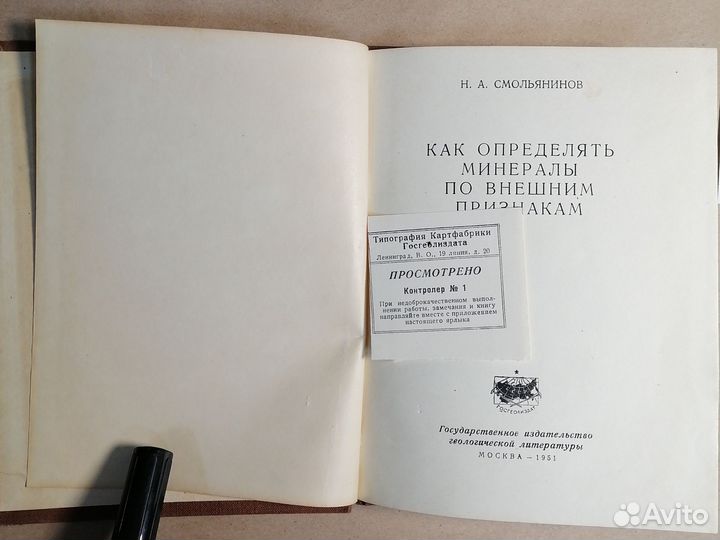 Н. А. СМОЛЬЯНИНОВ
КАК ОПРЕДЕЛЯТЬ
МИНЕРАЛЫ
ПО ВНЕШНИМ
ПРИЗНАКАМ
Типография Картфабрики
Госгеолиздата
Ленинград, В. О., 19 линия, д. 20
ПРОСМОТРЕНО
Контролер № 1
При недоброкачественном выпол-
нении работы, замечания и книгу
направляйте вместе с приложением
настоящего ярлыка
ГОСГЕОЛИЗДАТ
Государственное издательство
геологической литературы
МОСКВА — 1951
Avito